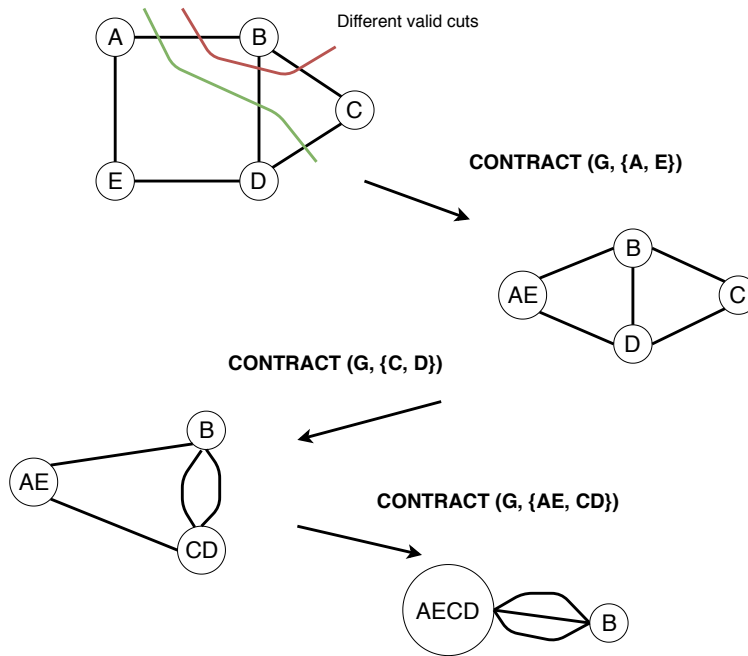 Different valid cuts
A
B
C
E
D
CONTRACT (G, {A, E})
B
AE
C
D
CONTRACT (G, {C, D})
B
AE
CD
CONTRACT (G, {AE, CD})
AECD
B